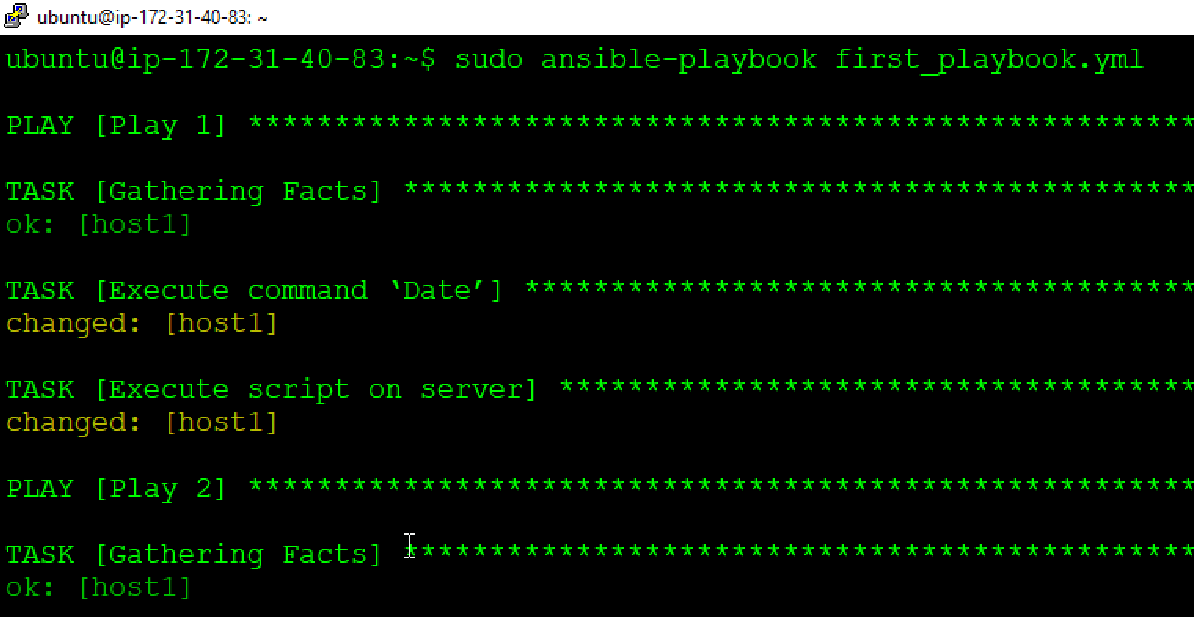 ubuntu@ip-172-31-40-83: ~
ubuntu@ip-172-31-40-83:~$ sudo ansible-playbook first_playbook.yml
PLAY [Play 1] *******************************************************
TASK [Gathering Facts] **********************************************
ok: [host1]
TASK [Execute command ‘Date’] ***************************************
changed: [host1]
TASK [Execute script on server] *************************************
changed: [host1]
PLAY [Play 2] *******************************************************
TASK [Gathering Facts] **********************************************
ok: [host1]